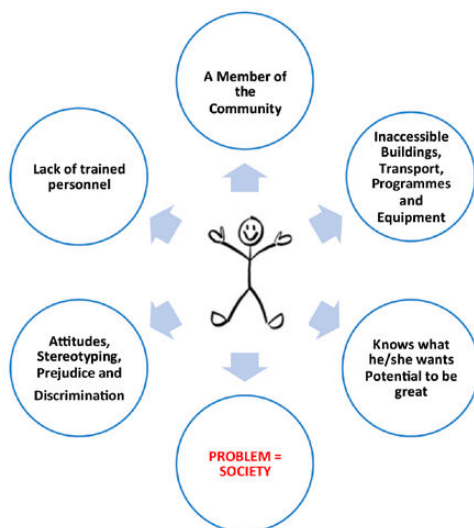 A Member of
the
Community
Inaccessible
Buildings,
Transport,
Programmes
and
Equipment
Knows what
he/she wants
Potential to be
great
PROBLEM =
SOCIETY
Attitudes,
Stereotyping,
Prejudice and
Discrimination
Lack of trained
personnel